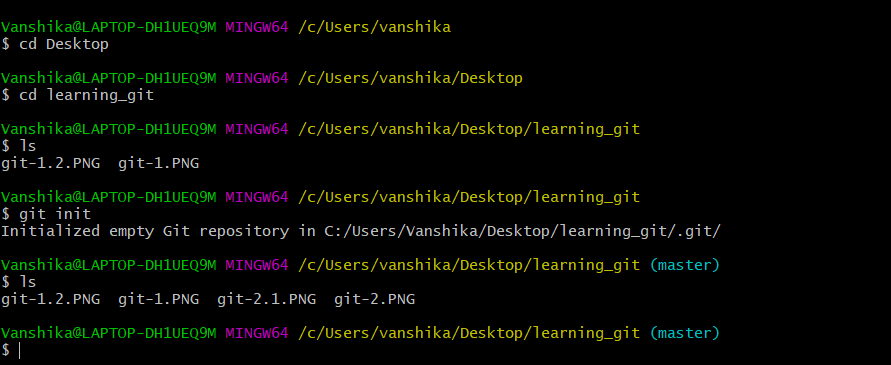 Vanshika@LAPTOP-DH1UEQ9M MINGW64 /c/Users/vanshika
$ cd Desktop
Vanshika@LAPTOP-DH1UEQ9M MINGW64 /c/Users/vanshika/Desktop
$ cd learning_git
Vanshika@LAPTOP-DH1UEQ9M MINGW64 /c/Users/vanshika/Desktop/learning_git
$ ls
git-1.2.PNG  git-1.PNG
Vanshika@LAPTOP-DH1UEQ9M MINGW64 /c/Users/vanshika/Desktop/learning_git
$ git init
Initialized empty Git repository in C:/Users/Vanshika/Desktop/learning_git/.git/
Vanshika@LAPTOP-DH1UEQ9M MINGW64 /c/Users/vanshika/Desktop/learning_git (master)
$ ls
git-1.2.PNG  git-1.PNG  git-2.1.PNG  git-2.PNG
Vanshika@LAPTOP-DH1UEQ9M MINGW64 /c/Users/vanshika/Desktop/learning_git (master)
$